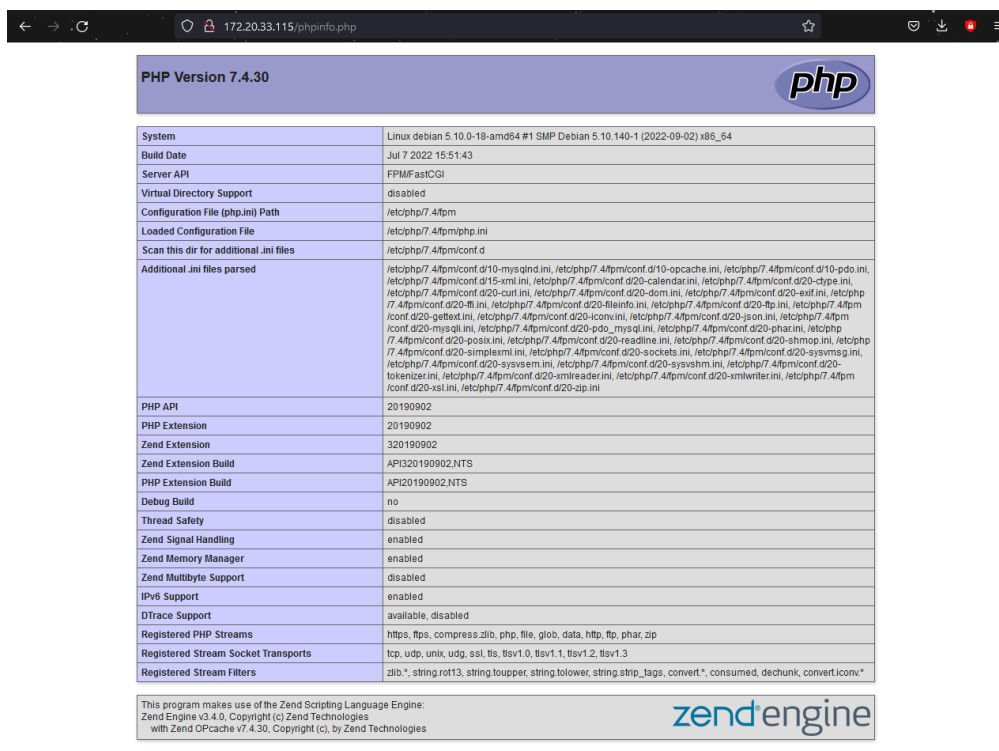 172.20.33.115/phpinfo.php
PHP Version 7.4.30
php
System Linux debian 5.10.0-18-amd64 #1 SMP Debian 5.10.140-1 (2022-09-02) x86_64
Build Date Jul 7 2022 15:51:43
Server API FPM/FastCGI
Virtual Directory Support disabled
Configuration File (php.ini) Path /etc/php/7.4/fpm
Loaded Configuration File /etc/php/7.4/fpm/php.ini
Scan this dir for additional .ini files /etc/php/7.4/fpm/conf.d
Additional .ini files parsed /etc/php/7.4/fpm/conf.d/10-mysqlnd.ini, /etc/php/7.4/fpm/conf.d/10-opcache.ini, /etc/php/7.4/fpm/conf.d/10-pdo.ini,
/etc/php/7.4/fpm/conf.d/15-xml.ini, /etc/php/7.4/fpm/conf.d/20-calendar.ini, /etc/php/7.4/fpm/conf.d/20-ctype.ini,
/etc/php/7.4/fpm/conf.d/20-curl.ini, /etc/php/7.4/fpm/conf.d/20-dom.ini, /etc/php/7.4/fpm/conf.d/20-exif.ini, /etc/php
/7.4/fpm/conf.d/20-ffi.ini, /etc/php/7.4/fpm/conf.d/20-fileinfo.ini, /etc/php/7.4/fpm/conf.d/20-ftp.ini, /etc/php/7.4/fpm
/conf.d/20-gettext.ini, /etc/php/7.4/fpm/conf.d/20-iconv.ini, /etc/php/7.4/fpm/conf.d/20-json.ini, /etc/php/7.4/fpm
/conf.d/20-mysqli.ini, /etc/php/7.4/fpm/conf.d/20-pdo_mysql.ini, /etc/php/7.4/fpm/conf.d/20-phar.ini, /etc/php
/7.4/fpm/conf.d/20-posix.ini, /etc/php/7.4/fpm/conf.d/20-readline.ini, /etc/php/7.4/fpm/conf.d/20-shmop.ini, /etc/php
/7.4/fpm/conf.d/20-simplexml.ini, /etc/php/7.4/fpm/conf.d/20-sockets.ini, /etc/php/7.4/fpm/conf.d/20-sysvmsg.ini,
/etc/php/7.4/fpm/conf.d/20-sysvsem.ini, /etc/php/7.4/fpm/conf.d/20-sysvshm.ini, /etc/php/7.4/fpm/conf.d/20-
tokenizer.ini, /etc/php/7.4/fpm/conf.d/20-xmlreader.ini, /etc/php/7.4/fpm/conf.d/20-xmlwriter.ini, /etc/php/7.4/fpm
/conf.d/20-xsl.ini, /etc/php/7.4/fpm/conf.d/20-zip.ini
PHP API 20190902
PHP Extension 20190902
Zend Extension 320190902
Zend Extension Build API320190902,NTS
PHP Extension Build API20190902,NTS
Debug Build no
Thread Safety disabled
Zend Signal Handling enabled
Zend Memory Manager enabled
Zend Multibyte Support disabled
IPv6 Support enabled
DTrace Support available, disabled
Registered PHP Streams https, ftps, compress.zlib, php, file, glob, data, http, ftp, phar, zip
Registered Stream Socket Transports tcp, udp, unix, udg, ssl, tls, tlsv1.0, tlsv1.1, tlsv1.2, tlsv1.3
Registered Stream Filters zlib.*, string.rot13, string.toupper, string.tolower, string.strip_tags, convert.*, consumed, dechunk, convert.iconv.*
This program makes use of the Zend Scripting Language Engine:
Zend Engine v3.4.0, Copyright (c) Zend Technologies
with Zend OPcache v7.4.30, Copyright (c), by Zend Technologies
zend engine